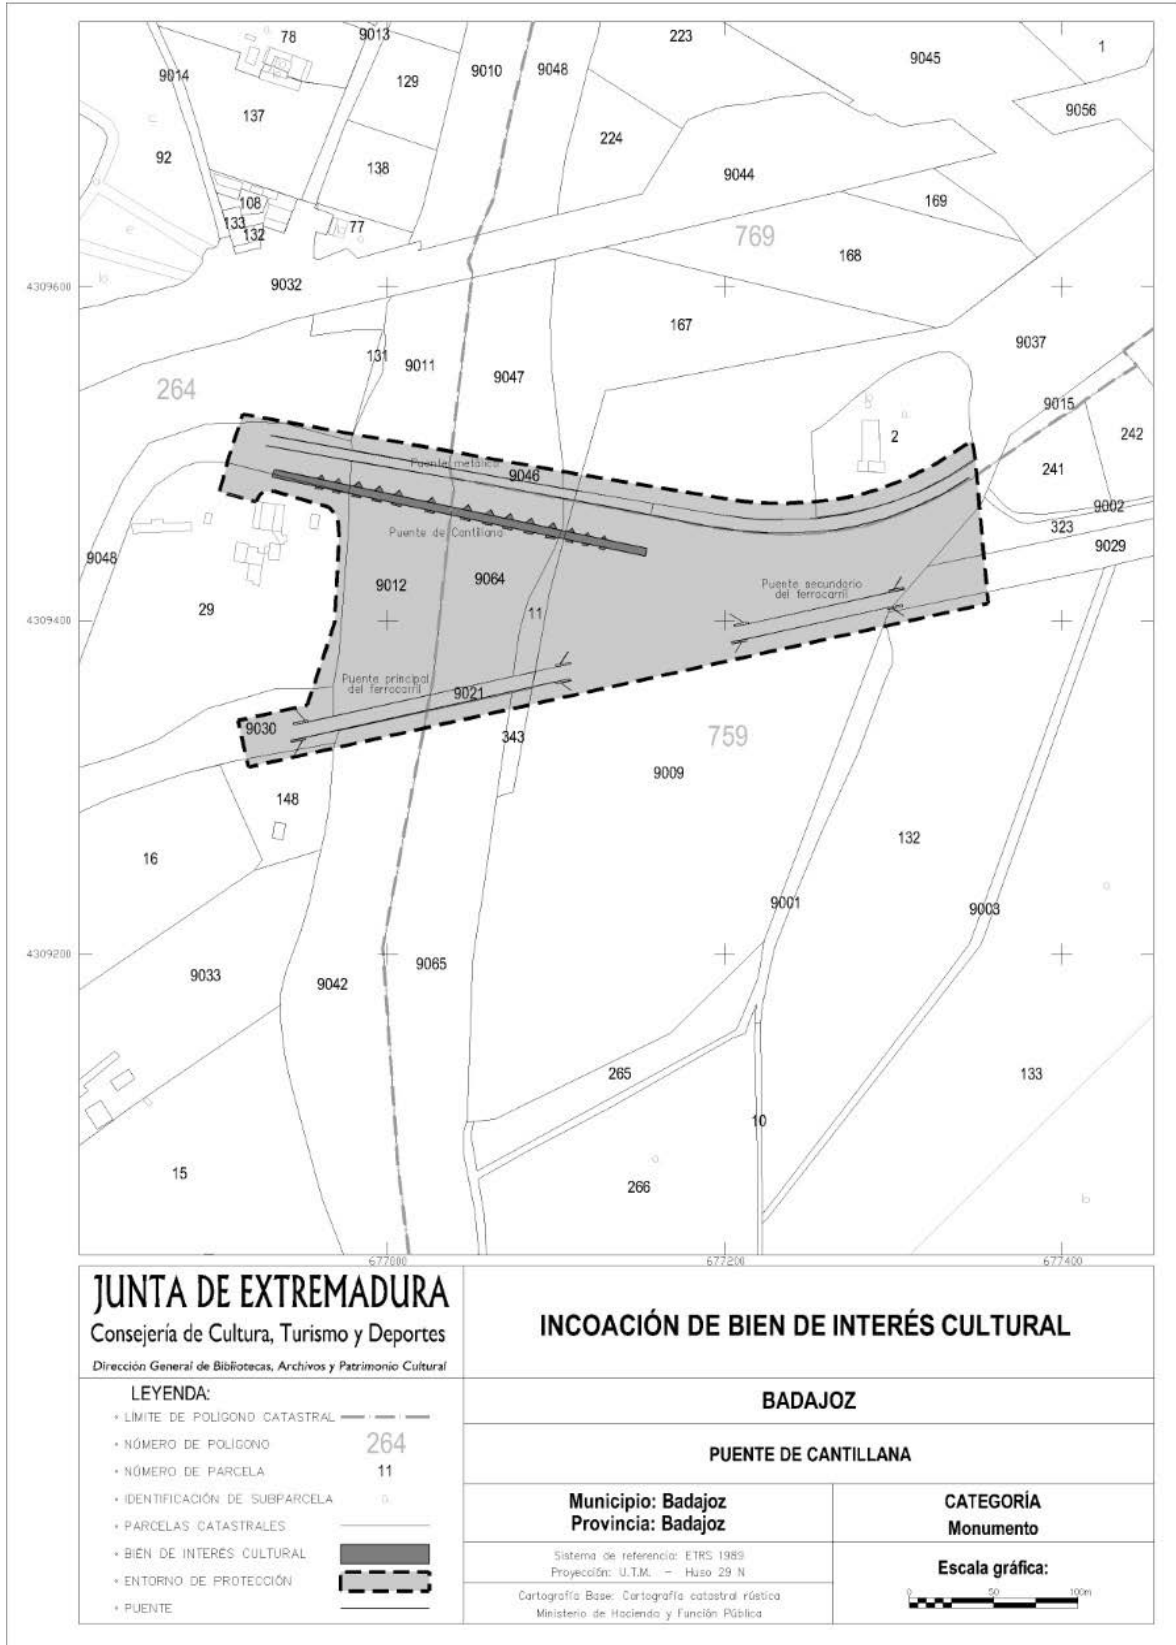 78
9013
223
9045
1
9014
129
9010
9048
9056
137
224
92
138
9044
108
169
133
132
77
769
168
4309600
9032
167
9037
131
9011
9047
264
9015
2
242
Puente metálico
9046
241
9002
Puente de Cantillana
323
9029
9048
9012
9064
Puente secundario
del ferrocarril
29
4309400
11
Puente principal
del ferrocarril
9021
9030
343
759
9009
148
132
16
9001
9003
4309200
9033
9042
9065
265
133
10
15
266
677000
677200
677400
JUNTA DE EXTREMADURA
Consejería de Cultura, Turismo y Deportes
Dirección General de Bibliotecas, Archivos y Patrimonio Cultural
INCOACIÓN DE BIEN DE INTERÉS CULTURAL
LEYENDA:
• LÍMITE DE POLÍGONO CATASTRAL
• NÚMERO DE POLÍGONO 264
• NÚMERO DE PARCELA 11
• IDENTIFICACIÓN DE SUBPARCELA a
• PARCELAS CATASTRALES
• BIEN DE INTERÉS CULTURAL
• ENTORNO DE PROTECCIÓN
• PUENTE
BADAJOZ
PUENTE DE CANTILLANA
Municipio: Badajoz
Provincia: Badajoz
CATEGORÍA
Monumento
Sistema de referencia: ETRS 1989
Proyección: U.T.M. - Huso 29 N
Cartografía Base: Cartografía catastral rústica
Ministerio de Hacienda y Función Pública
Escala gráfica:
0 50 100m